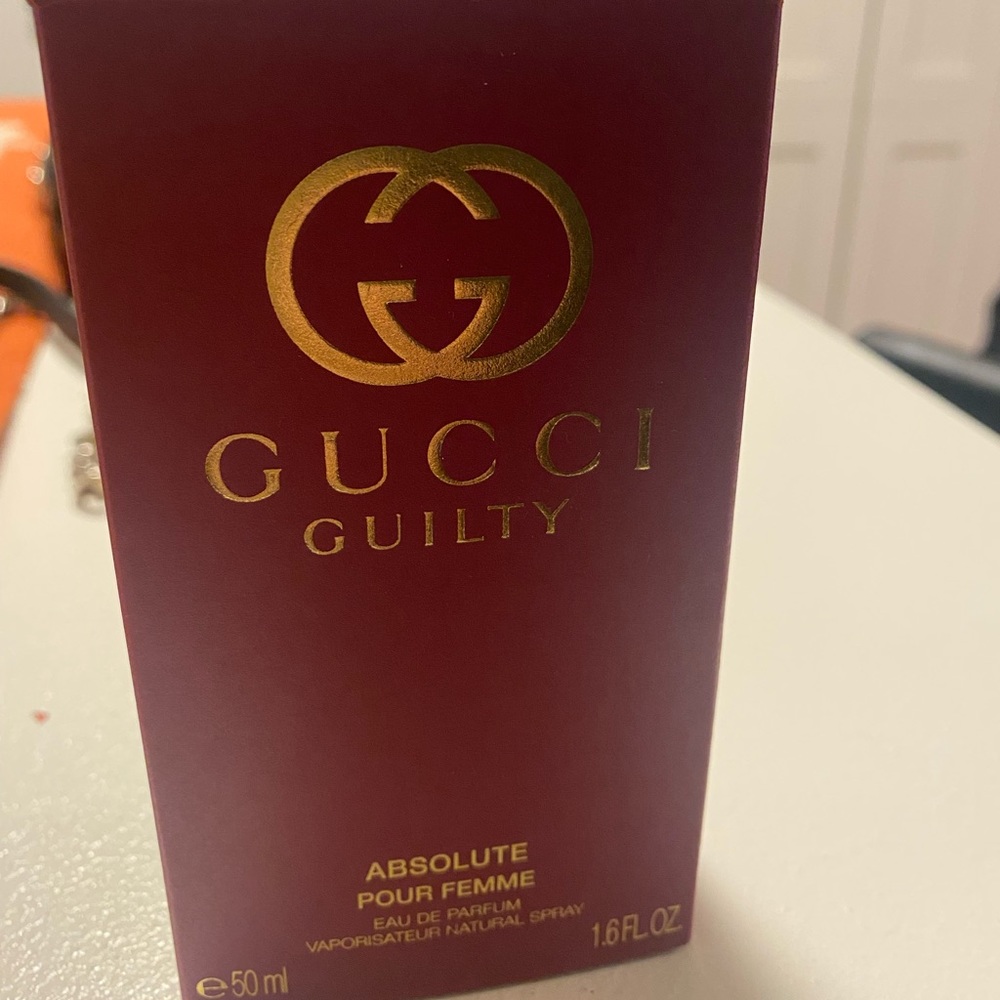 GUCCI
GUILTY
ABSOLUTE
POUR FEMME
EAU DE PARFUM
VAPORISATEUR NATURAL SPRAY
℮ 50 ml 1.6 FL. OZ.